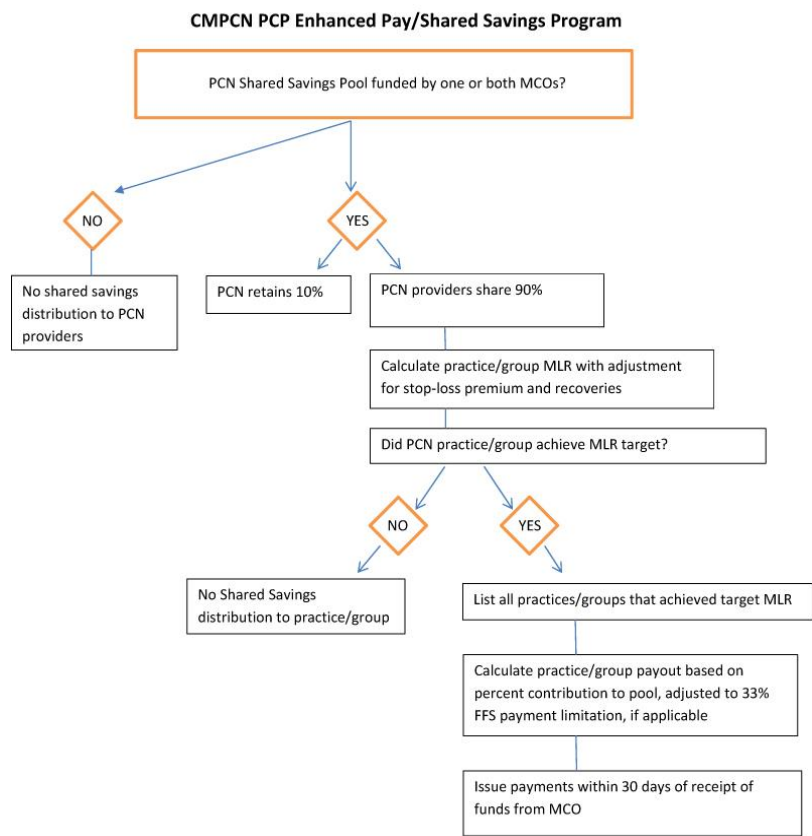 CMPCN PCP Enhanced Pay/Shared Savings Program
PCN Shared Savings Pool funded by one or both MCOs?
NO
YES
No shared savings
distribution to PCN
providers
PCN retains 10%
PCN providers share 90%
Calculate practice/group MLR with adjustment
for stop-loss premium and recoveries
Did PCN practice/group achieve MLR target?
NO
YES
No Shared Savings
distribution to practice/group
List all practices/groups that achieved target MLR
Calculate practice/group payout based on
percent contribution to pool, adjusted to 33%
FFS payment limitation, if applicable
Issue payments within 30 days of receipt of
funds from MCO